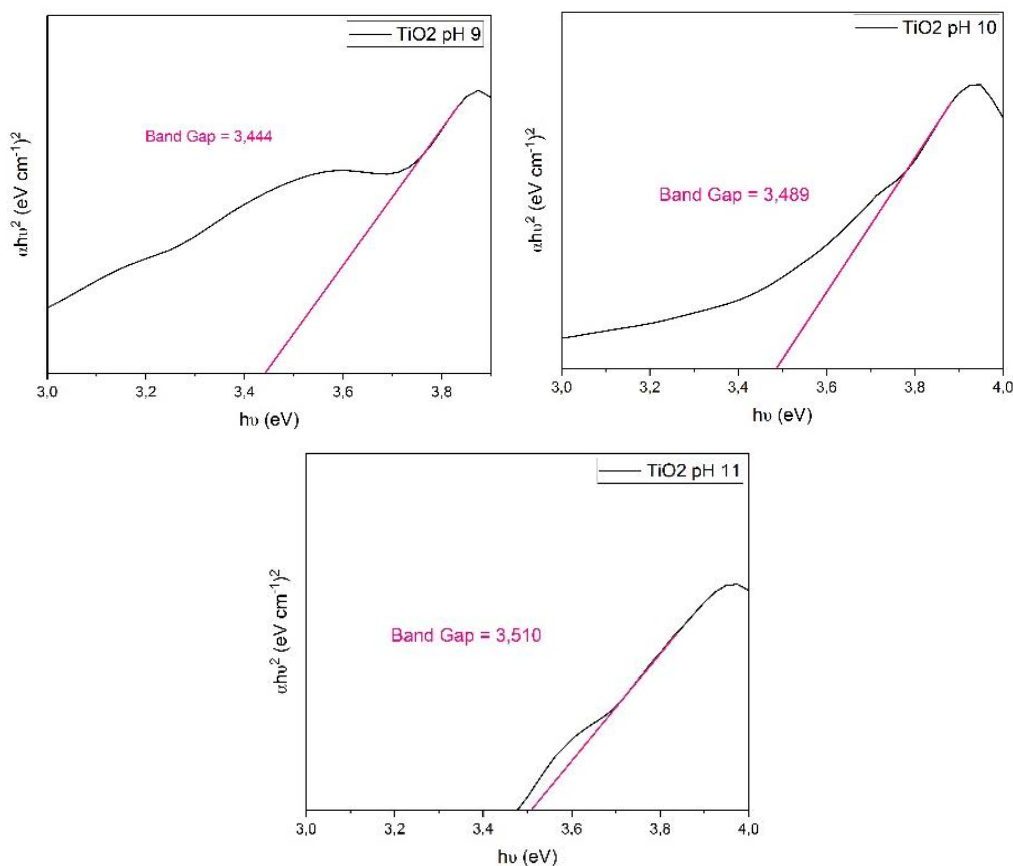 TiO2 pH 9
Band Gap = 3,444
αhυ² (eV cm⁻¹)²
3,0 3,2 3,4 3,6 3,8
hυ (eV)
TiO2 pH 10
Band Gap = 3,489
αhυ² (eV cm⁻¹)²
3,0 3,2 3,4 3,6 3,8 4,0
hυ (eV)
TiO2 pH 11
Band Gap = 3,510
αhυ² (eV cm⁻¹)²
3,0 3,2 3,4 3,6 3,8 4,0
hυ (eV)